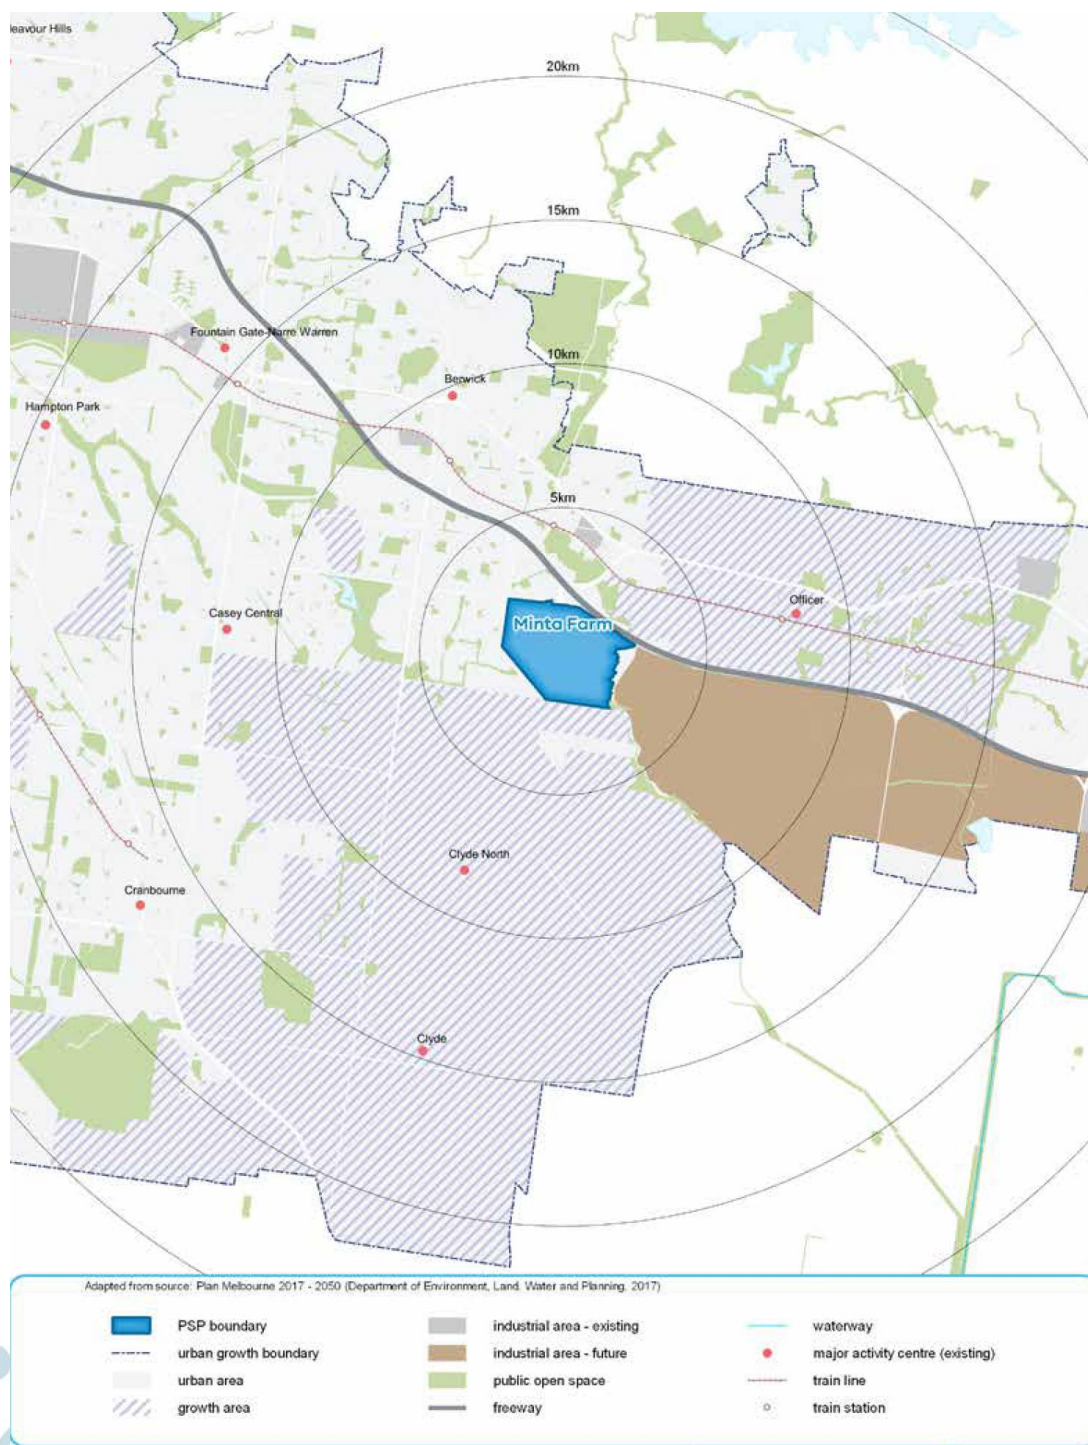 eavour Hills
20km
15km
Fountain Gate-Narre Warren
10km
Berwick
Hampton Park
5km
Officer
Casey Central
Minta Farm
Clyde North
Cranbourne
Clyde
Adapted from source: Plan Melbourne 2017 - 2050 (Department of Environment, Land, Water and Planning, 2017)
PSP boundary
urban growth boundary
urban area
growth area
industrial area - existing
industrial area - future
public open space
freeway
waterway
major activity centre (existing)
train line
train station